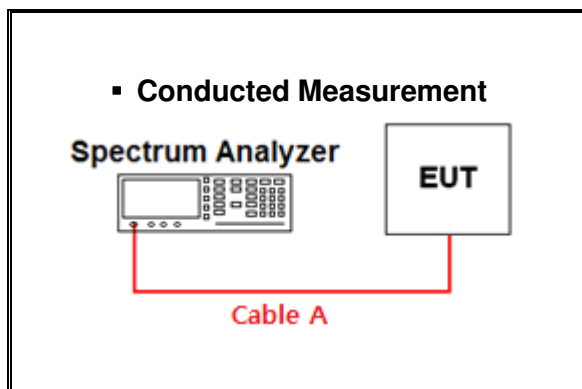 ▪ Conducted Measurement
Spectrum Analyzer
EUT
Cable A